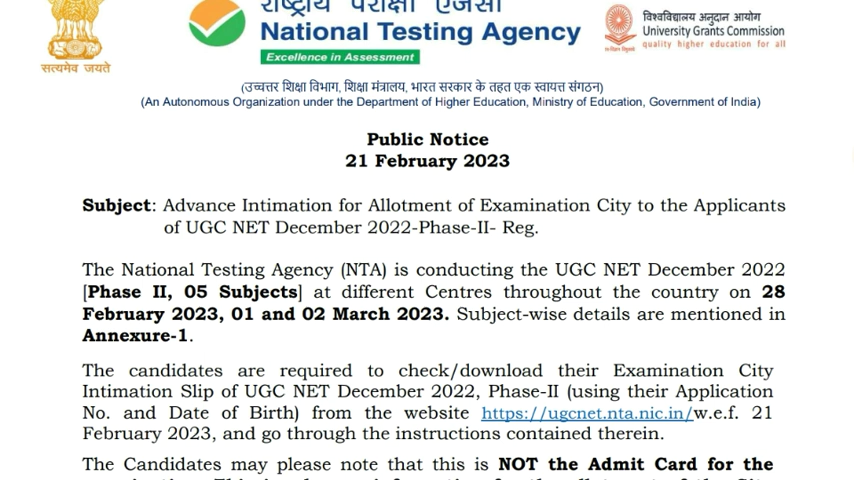 राष्ट्रीय परीक्षा एजेंसी
National Testing Agency
Excellence in Assessment
सत्यमेव जयते
विश्वविद्यालय अनुदान आयोग
University Grants Commission
quality higher education for all
(उच्चतर शिक्षा विभाग, शिक्षा मंत्रालय, भारत सरकार के तहत एक स्वायत्त संगठन)
(An Autonomous Organization under the Department of Higher Education, Ministry of Education, Government of India)
Public Notice
21 February 2023
Subject: Advance Intimation for Allotment of Examination City to the Applicants
of UGC NET December 2022-Phase-II- Reg.
The National Testing Agency (NTA) is conducting the UGC NET December 2022
[Phase II, 05 Subjects] at different Centres throughout the country on 28
February 2023, 01 and 02 March 2023. Subject-wise details are mentioned in
Annexure-1.
The candidates are required to check/download their Examination City
Intimation Slip of UGC NET December 2022, Phase-II (using their Application
No. and Date of Birth) from the website https://ugcnet.nta.nic.in/w.e.f. 21
February 2023, and go through the instructions contained therein.
The Candidates may please note that this is NOT the Admit Card for the